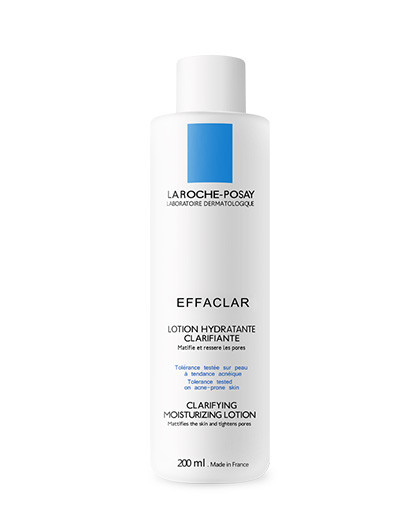 LA ROCHE-POSAY
LABORATOIRE DERMATOLOGIQUE
EFFACLAR
LOTION HYDRATANTE
CLARIFIANTE
Matifie et ressere les pores
Tolérance testée sur peau
à tendance acnéique
Tolerance tested
on acne-prone skin
CLARIFYING
MOISTURIZING LOTION
Mattifies the skin and tightens pores
200 ml . Made in France